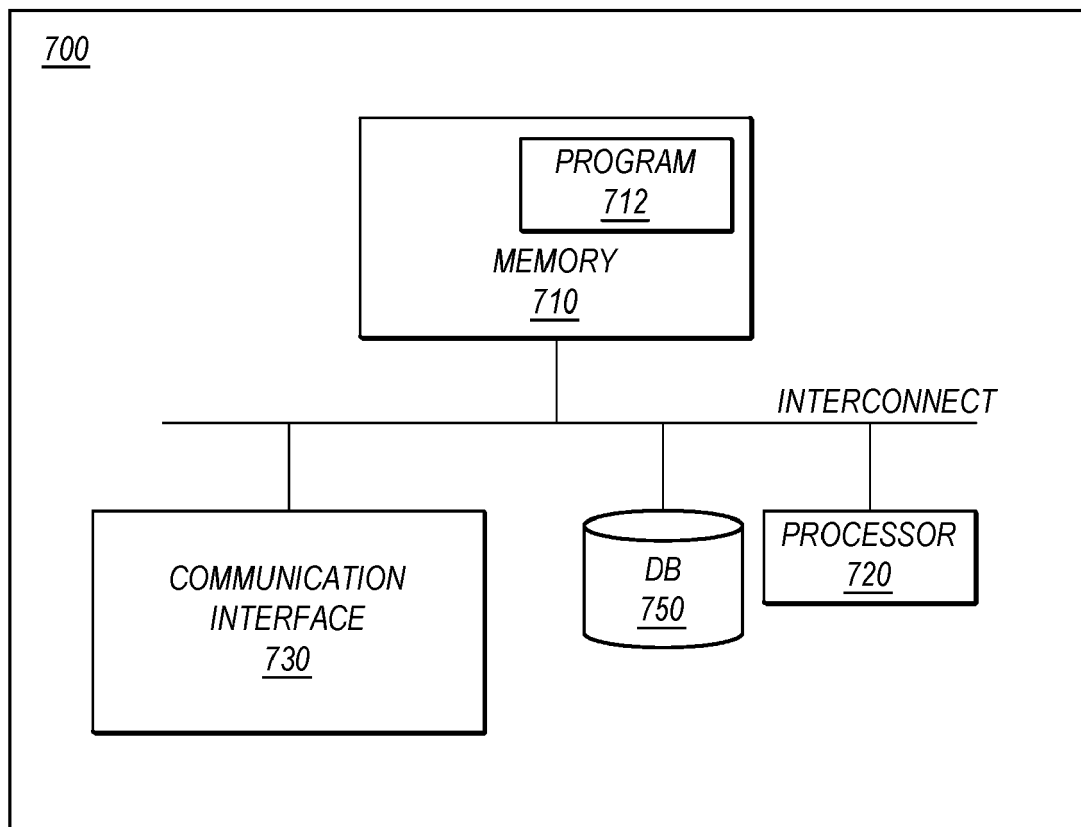 700
PROGRAM
712
MEMORY
710
INTERCONNECT
COMMUNICATION
INTERFACE
730
DB
750
PROCESSOR
720